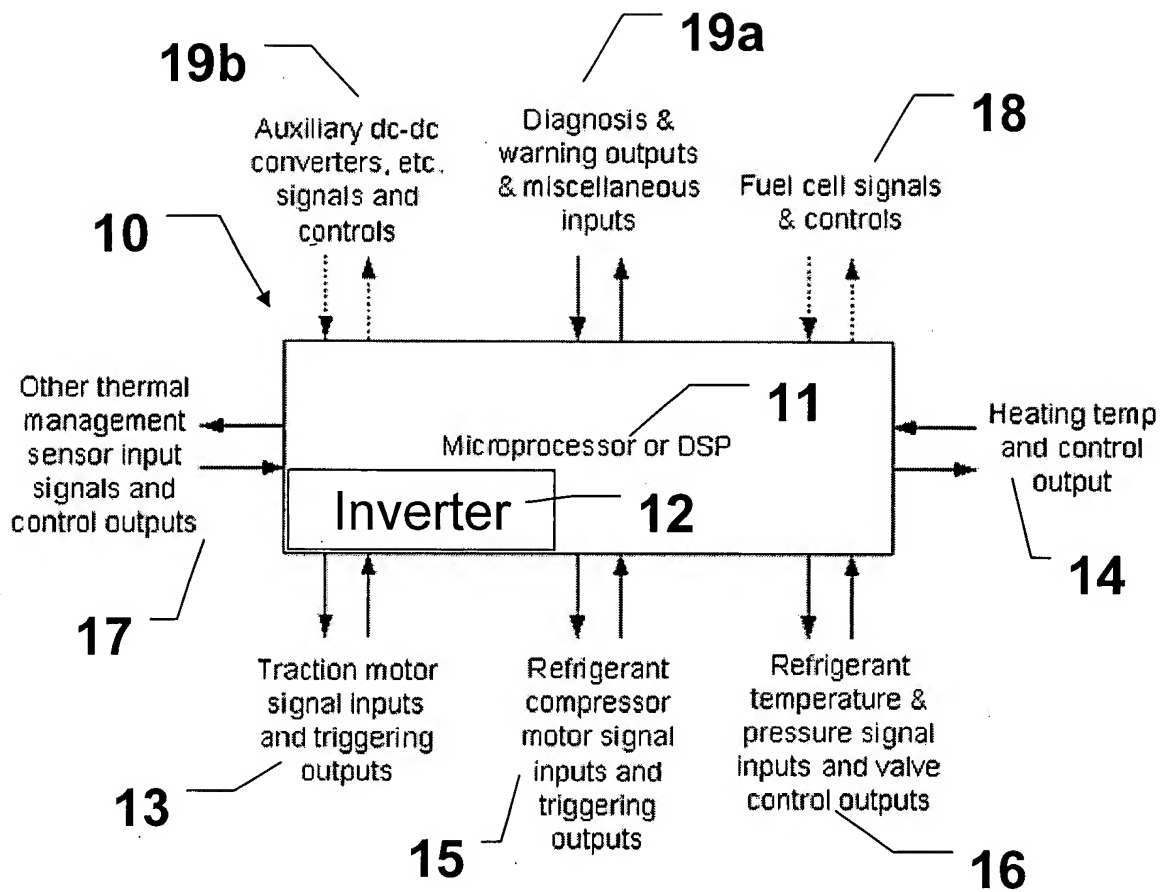 19b
19a
18
Auxiliary dc-dc
converters, etc.
signals and
controls
Diagnosis &
warning outputs
& miscellaneous
inputs
Fuel cell signals
& controls
10
Other thermal
management
sensor input
signals and
control outputs
17
11
Microprocessor or DSP
Inverter
12
Heating temp
and control
output
14
Traction motor
signal inputs
and triggering
outputs
13
Refrigerant
compressor
motor signal
inputs and
triggering
outputs
15
Refrigerant
temperature &
pressure signal
inputs and valve
control outputs
16